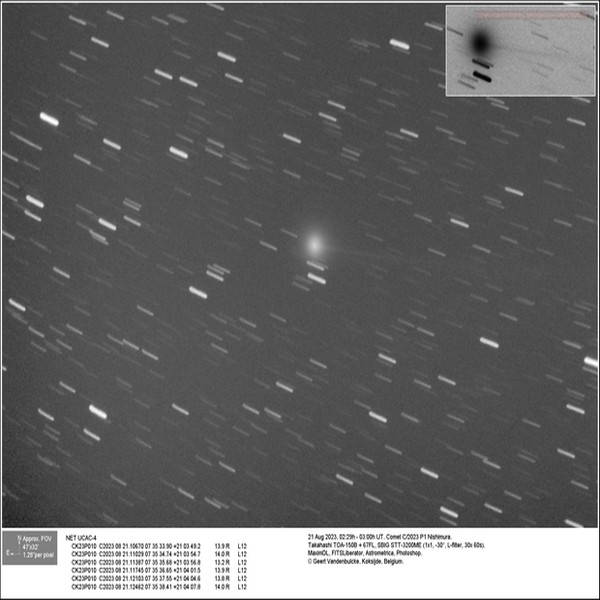 N
E
Approx. FOV
47'x32'
1.28"per pixel
NET UCAC-4
CK23P010 C2023 08 21.10670 07 35 33.90 +21 03 49.2 13.9 R L12
CK23P010 C2023 08 21.11029 07 35 34.74 +21 03 54.7 14.0 R L12
CK23P010 C2023 08 21.11387 07 35 35.68 +21 03 56.8 13.2 R L12
CK23P010 C2023 08 21.11745 07 35 36.65 +21 04 01.5 13.9 R L12
CK23P010 C2023 08 21.12103 07 35 37.55 +21 04 04.6 13.8 R L12
CK23P010 C2023 08 21.12462 07 35 38.41 +21 04 07.8 14.0 R L12
21 Aug 2023, 02:29h - 03:00h UT. Comet C/2023 P1 Nishimura.
Takahashi TOA-150B + 67FL, SBIG STT-3200ME (1x1, -30°, L-filter, 30x 60s).
MaximDL, FITSLiberator, Astrometrica, Photoshop.
© Geert Vandenbulcke, Koksijde, Belgium.